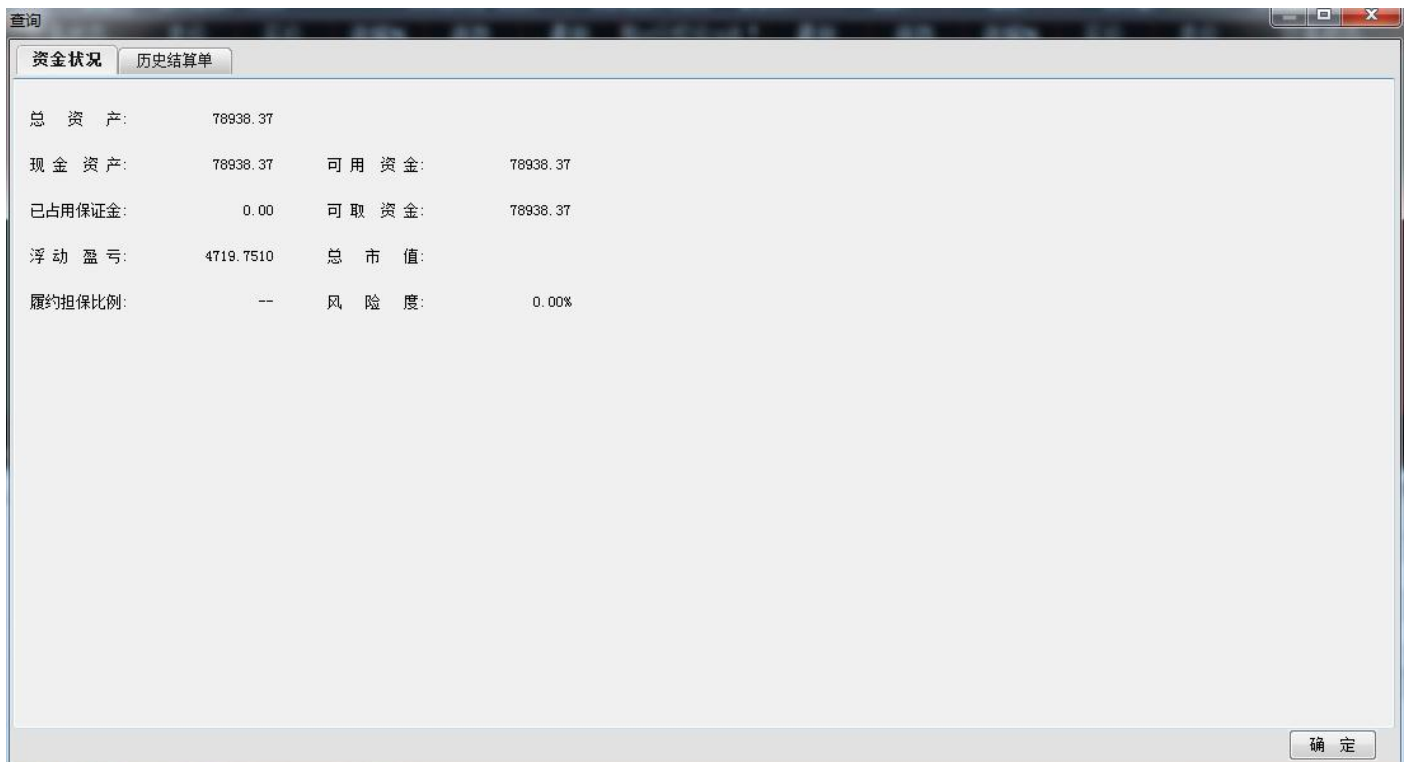 查询
资金状况 历史结算单
总 资 产: 78938.37
现金 资产: 78938.37 可用 资金: 78938.37
已占用保证金: 0.00 可取 资金: 78938.37
浮动 盈亏: 4719.7510 总 市 值:
履约担保比例: -- 风 险 度: 0.00%
确 定